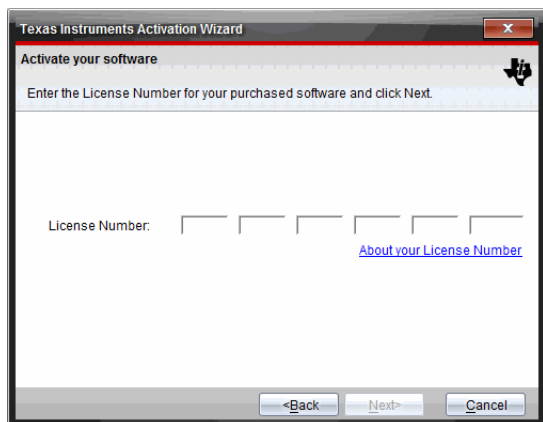 Texas Instruments Activation Wizard
Activate your software
Enter the License Number for your purchased software and click Next.
License Number:
About your License Number
<Back Next> Cancel